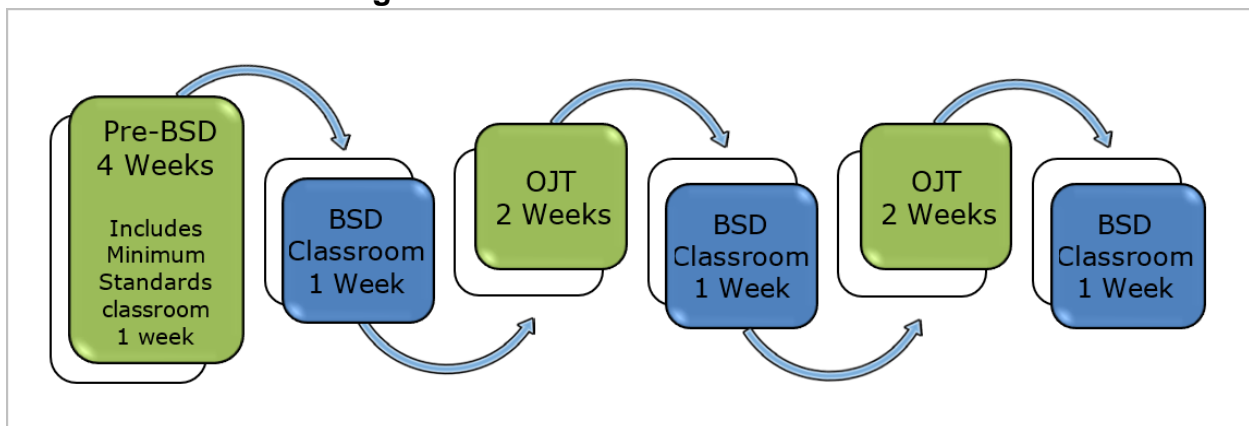 Pre-BSD
4 Weeks
Includes
Minimum
Standards
classroom
1 week
BSD
Classroom
1 Week
OJT
2 Weeks
BSD
Classroom
1 Week
OJT
2 Weeks
BSD
Classroom
1 Week